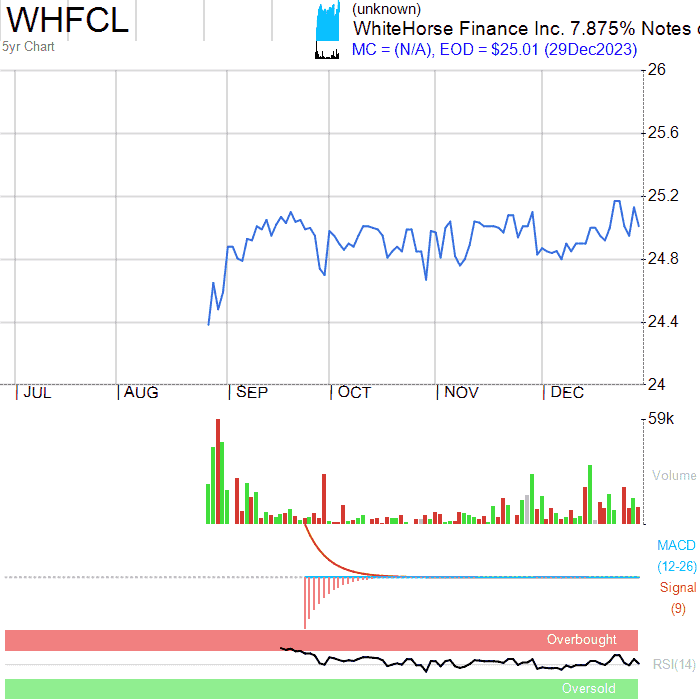 WHFCL
5yr Chart
(unknown)
WhiteHorse Finance Inc. 7.875% Notes
MC = (N/A), EOD = $25.01 (29Dec2023)
26
25.6
25.2
24.8
24.4
24
JUL
AUG
SEP
OCT
NOV
DEC
59k
Volume
MACD
(12-26)
Signal
(9)
Overbought
RSI(14)
Oversold